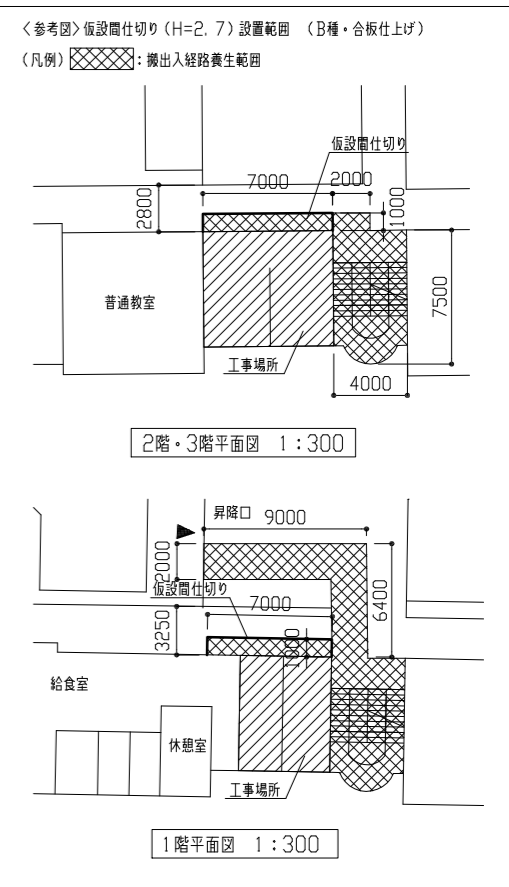 〈参考図〉仮設間仕切り（H=2，7）設置範囲　（B種・合板仕上げ）
（凡例）：搬出入経路養生範囲
仮設間仕切り
7000
2000
2800
1000
普通教室
7500
工事場所
4000
2階・3階平面図　1：300
昇降口
9000
2000
仮設間仕切り
7000
6400
3250
1000
給食室
休憩室
工事場所
1階平面図　1：300